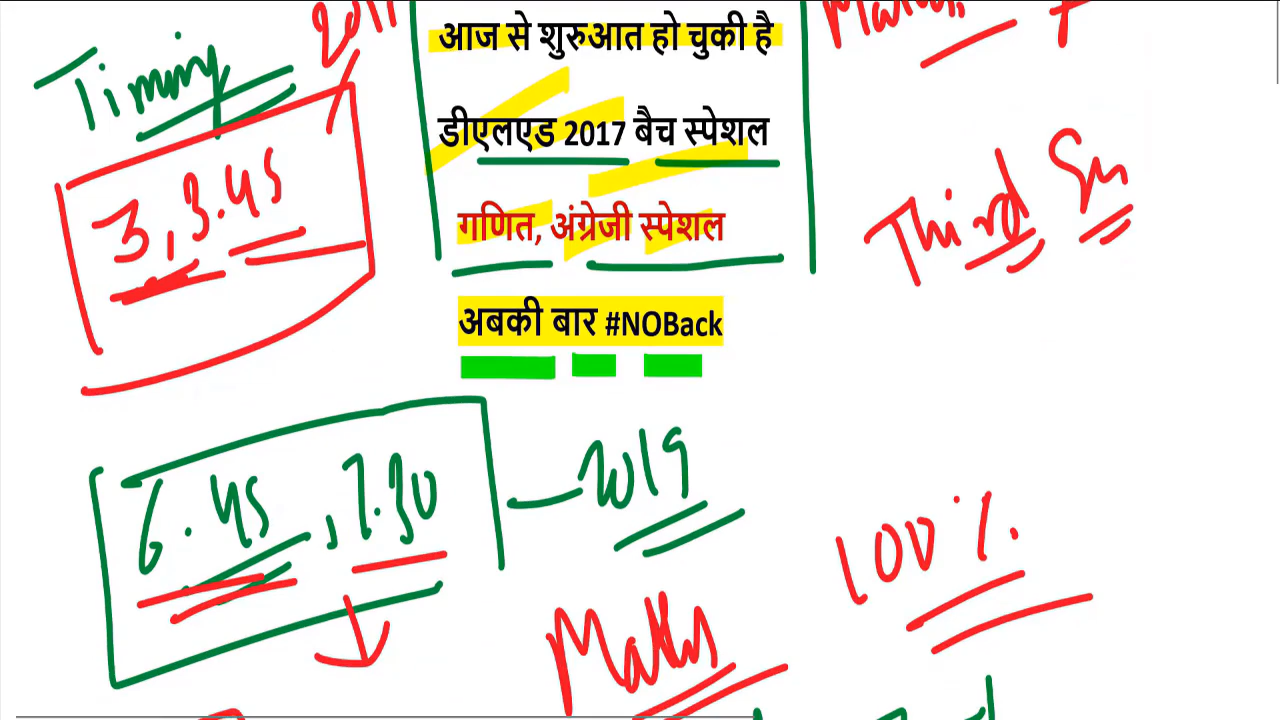 आज से शुरुआत हो चुकी है
Timing
डीएलएड 2017 बैच स्पेशल
3, 3.45
Third
गणित, अंग्रेजी स्पेशल
अबकी बार #NOBack
6.45, 7.30
2019
100%
Maths